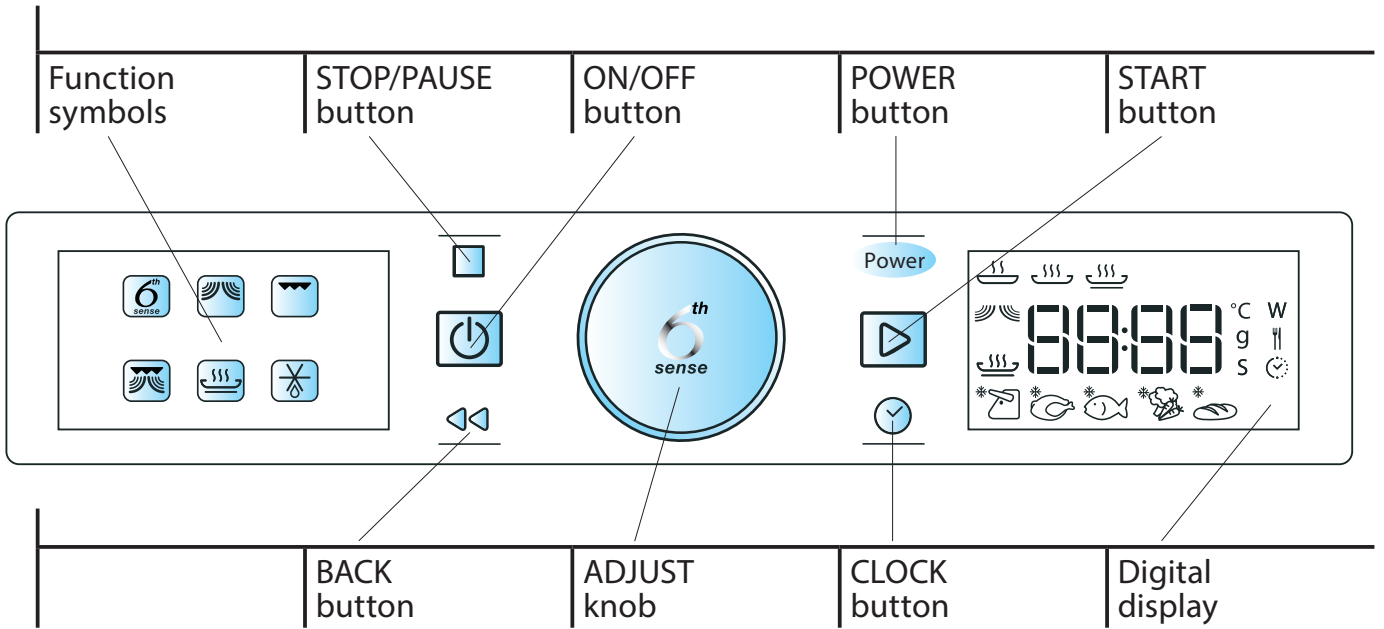 Function
symbols
STOP/PAUSE
button
ON/OFF
button
POWER
button
START
button
6th
sense
6th
sense
Power
88:88
°C W
g
S
BACK
button
ADJUST
knob
CLOCK
button
Digital
display